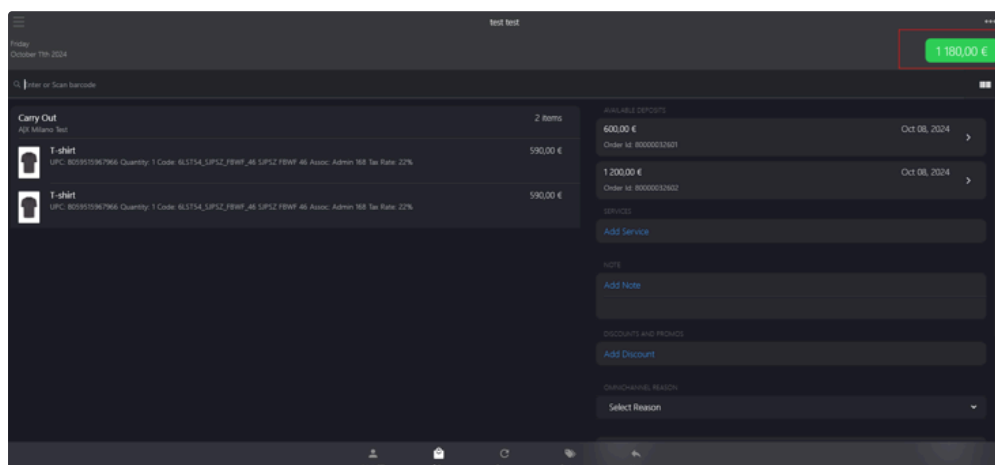 test test
Friday
October 11th 2024
1 180,00 €
Enter or Scan barcode
Carry Out
2 items
AJX Milano Test
T-shirt
590,00 €
UPC: 8059515967966 Quantity: 1 Code: 6LST54_SJPSZ_FBWF_46 SJPSZ FBWF 46 Assoc: Admin 168 Tax Rate: 22%
T-shirt
590,00 €
UPC: 8059515967966 Quantity: 1 Code: 6LST54_SJPSZ_FBWF_46 SJPSZ FBWF 46 Assoc: Admin 168 Tax Rate: 22%
AVAILABLE DEPOSITS
600,00 €
Oct 08, 2024
Order Id: 80000032601
1 200,00 €
Oct 08, 2024
Order Id: 80000032602
SERVICES
Add Service
NOTE
Add Note
DISCOUNTS AND PROMOS
Add Discount
OMNICHANNEL REASON
Select Reason